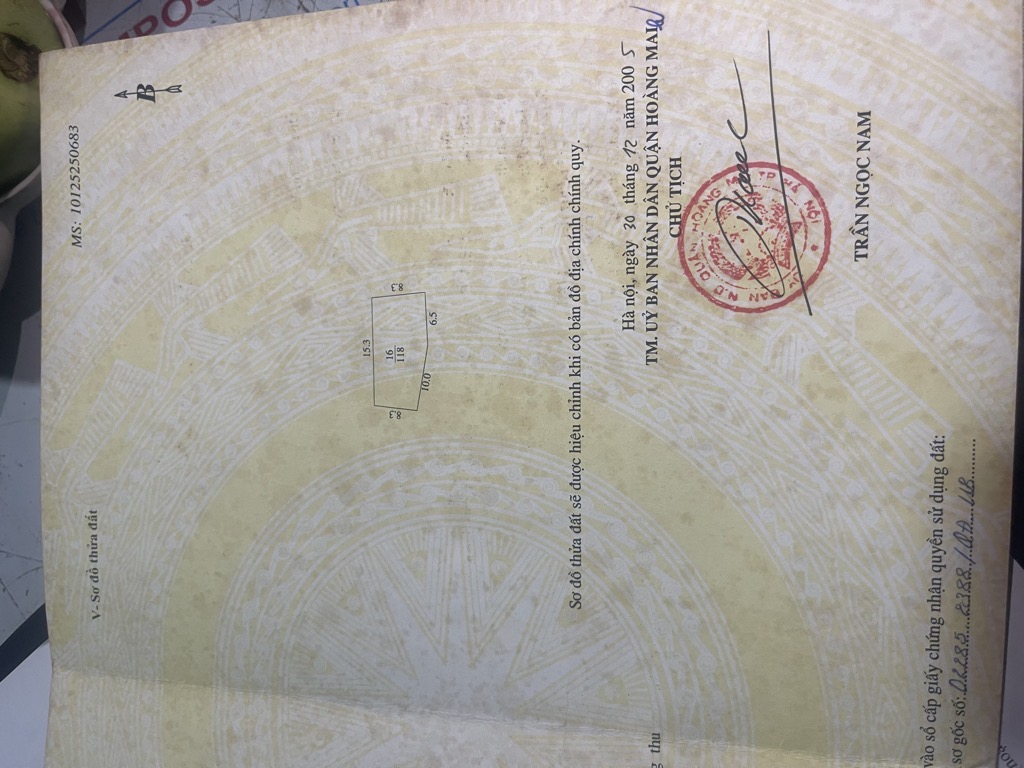 MS: 10125250683
V- Sơ đồ thửa đất
B
15.3
8.3
16
118
8.3
10.0
6.5
Sơ đồ thửa đất sẽ được hiệu chỉnh khi có bản đồ địa chính chính quy.
Hà nội, ngày 30 tháng 12 năm 2005
TM. UỶ BAN NHÂN DÂN QUẬN HOÀNG MAI
CHỦ TỊCH
TRẦN NGỌC NAM
g thu
vào sổ cấp giấy chứng nhận quyền sử dụng đất:
sơ gốc số: